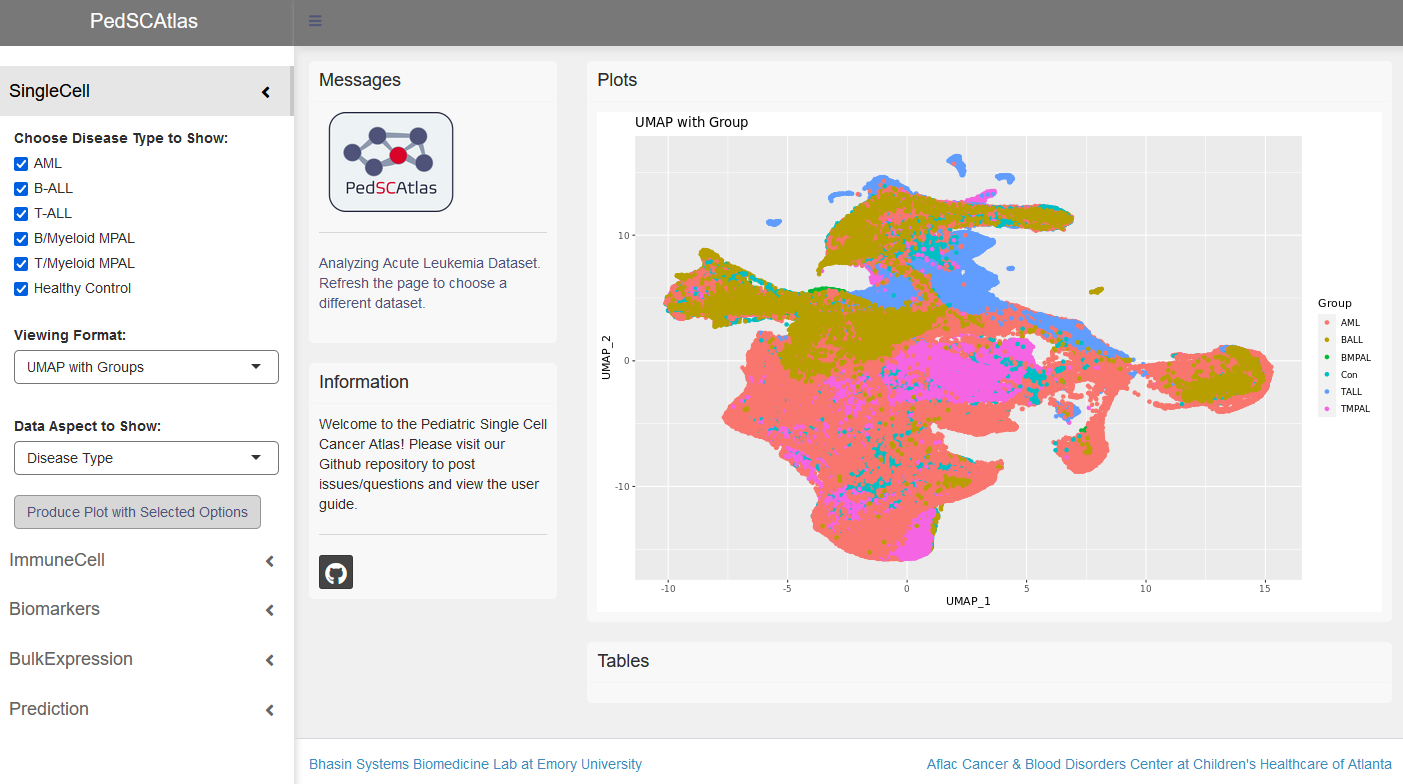 PedSCAtlas
SingleCell
Choose Disease Type to Show:
AML
B-ALL
T-ALL
B/Myeloid MPAL
T/Myeloid MPAL
Healthy Control
Viewing Format:
UMAP with Groups
Data Aspect to Show:
Disease Type
Produce Plot with Selected Options
ImmuneCell
Biomarkers
BulkExpression
Prediction
Messages
PedSCAtlas
Analyzing Acute Leukemia Dataset.
Refresh the page to choose a
different dataset.
Information
Welcome to the Pediatric Single Cell
Cancer Atlas! Please visit our
Github repository to post
issues/questions and view the user
guide.
Plots
UMAP with Group
UMAP_2
10
0
-10
-10
-5
0
5
10
15
UMAP_1
Group
AML
BALL
BMPAL
Con
TALL
TMPAL
Tables
Bhasin Systems Biomedicine Lab at Emory University
Aflac Cancer & Blood Disorders Center at Children's Healthcare of Atlanta